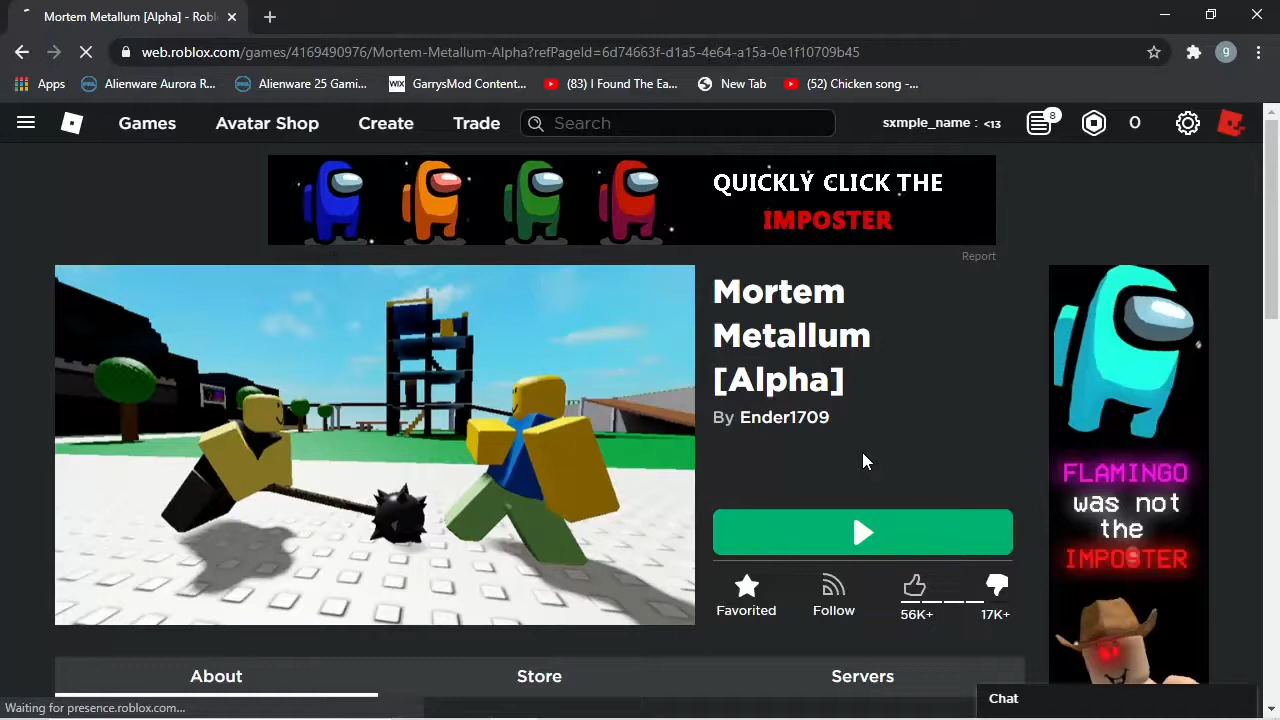 Mortem Metallum [Alpha] - Robl
web.roblox.com/games/4169490976/Mortem-Metallum-Alpha?refPageId=6d74663f-d1a5-4e64-a15a-0e1f10709b45
g
Apps
Alienware Aurora R...
Alienware 25 Gami...
WIX
GarrysMod Content...
(83) I Found The Ea...
New Tab
(52) Chicken song -...
Games
Avatar Shop
Create
Trade
Search
sxmple_name : <13
8
0
QUICKLY CLICK THE
IMPOSTER
Report
Mortem
Metallum
[Alpha]
By Ender1709
Favorited
Follow
56K+
17K+
FLAMINGO
was not
the
IMPOSTER
About
Store
Servers
Waiting for presence.roblox.com...
Chat